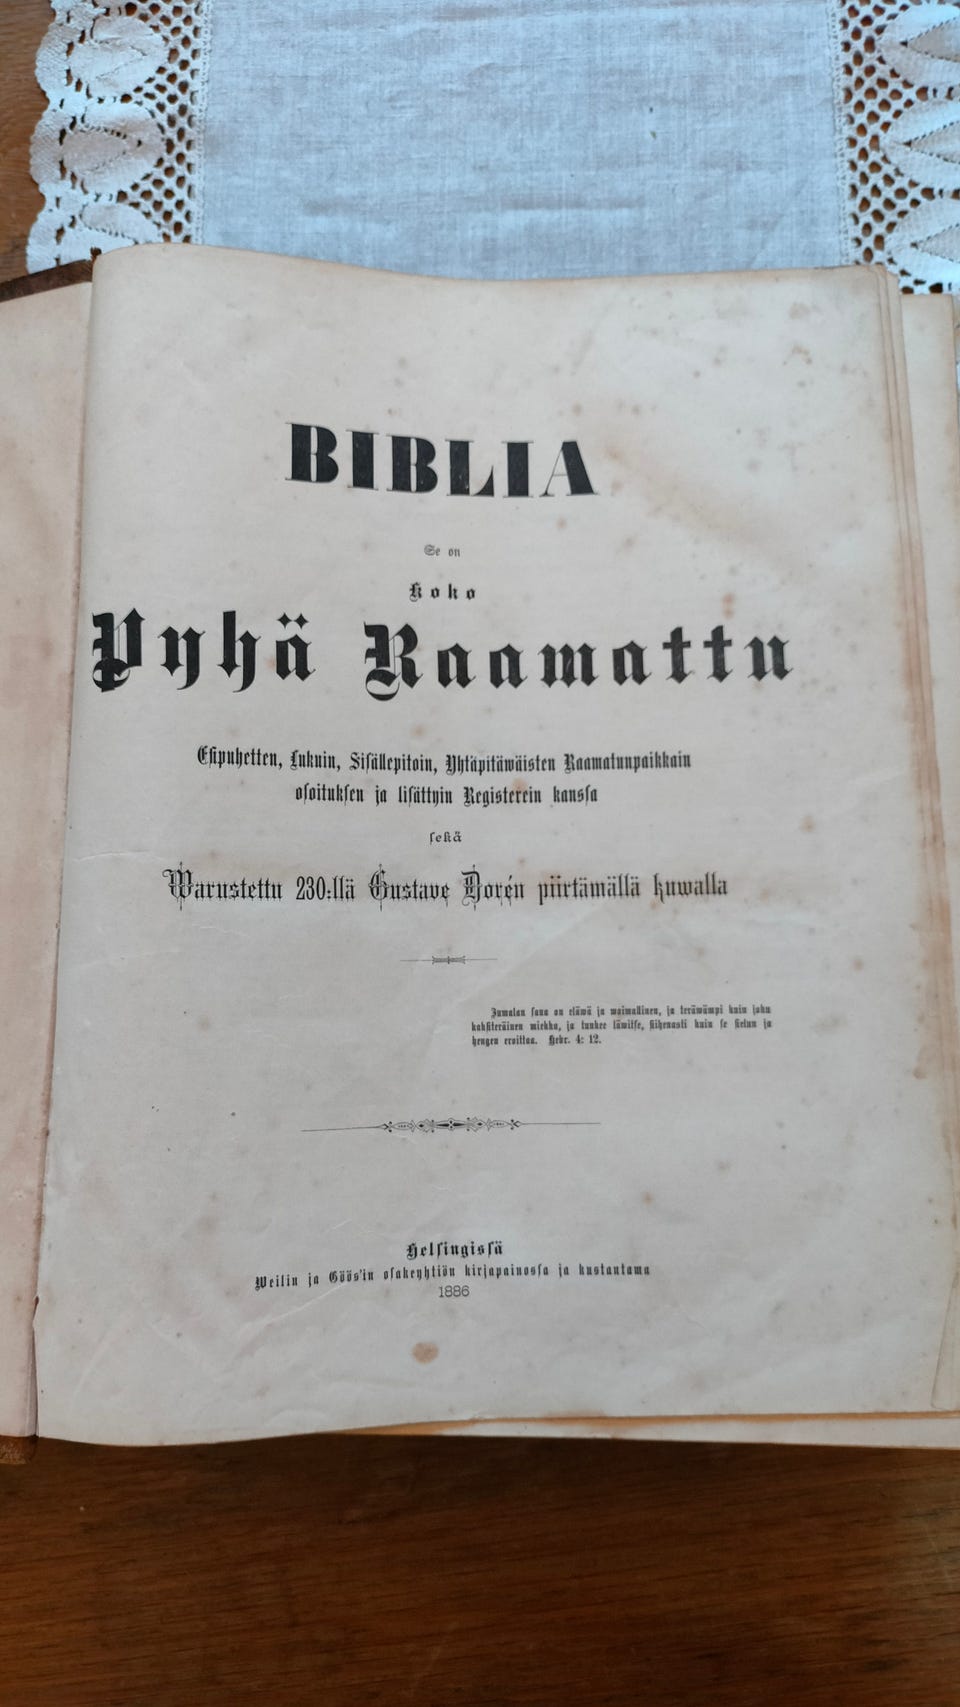 BIBLIA
Se on
Koko
Pyhä Raamattu
Esipuhetten, Lukuin, Sisällepitoin, Yhtäpitäwäisten Raamatunpaikkain
osoituksen ja lisättyin Registerein kanssa
sekä
Warustettu 230:llä Gustave Dorén piirtämällä kuwalla
Jumalan sana on eläwä ja woimallinen, ja teräwämpi kuin joku
kaksiteräinen miekka, ja tunkee läwitse, siihenasti kuin se sielun ja
hengen eroittaa. Hebr. 4: 12.
Helsingissä
Weilin ja Göös'in osakeyhtiön kirjapainossa ja kustantama
1886